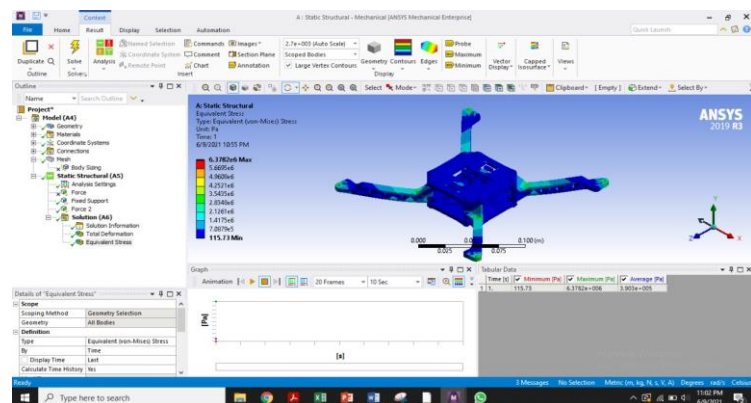 Context
A : Static Structural - Mechanical [ANSYS Mechanical Enterprise]
File Home Result Display Selection Automation
Quick Launch
Duplicate Q
Outline
Solve
Solver
Analysis
Named Selection
Coordinate System
Remote Point
Commands
Comment
Chart
Images
Section Plane
Annotation
Insert
2.7e+003 (Auto Scale)
Scoped Bodies
Large Vertex Contours
Geometry Contours Edges
Display
Probe
Maximum
Minimum
Vector Display
Capped Isosurface
Views
Outline
Name Search Outline
Select Mode Clipboard [ Empty ] Extend Select By
Project*
Model (A4)
Geometry
Materials
Coordinate Systems
Connections
Mesh
Body Sizing
Static Structural (A5)
Analysis Settings
Force
Fixed Support
Force 2
Solution (A6)
Solution Information
Total Deformation
Equivalent Stress
A: Static Structural
Equivalent Stress
Type: Equivalent (von-Mises) Stress
Unit: Pa
Time: 1
6/9/2021 10:55 PM
6.3782e6 Max
5.6695e6
4.9608e6
4.2521e6
3.5435e6
2.8348e6
2.1261e6
1.4175e6
7.0879e5
115.73 Min
ANSYS
2019 R3
0.000 0.100 (m)
0.025 0.075
Details of "Equivalent Stress"
Scope
Scoping Method Geometry Selection
Geometry All Bodies
Definition
Type Equivalent (von-Mises) Stress
By Time
Display Time Last
Calculate Time History Yes
Graph
Animation 20 Frames 10 Sec
[Pa]
[s]
Tabular Data
Time [s] Minimum [Pa] Maximum [Pa] Average [Pa]
1 1. 115.73 6.3782e+006 3.903e+005
Ready
3 Messages No Selection Metric (m, kg, N, s, V, A) Degrees rad/s Celsius
Type here to search
11:02 PM
6/9/2021